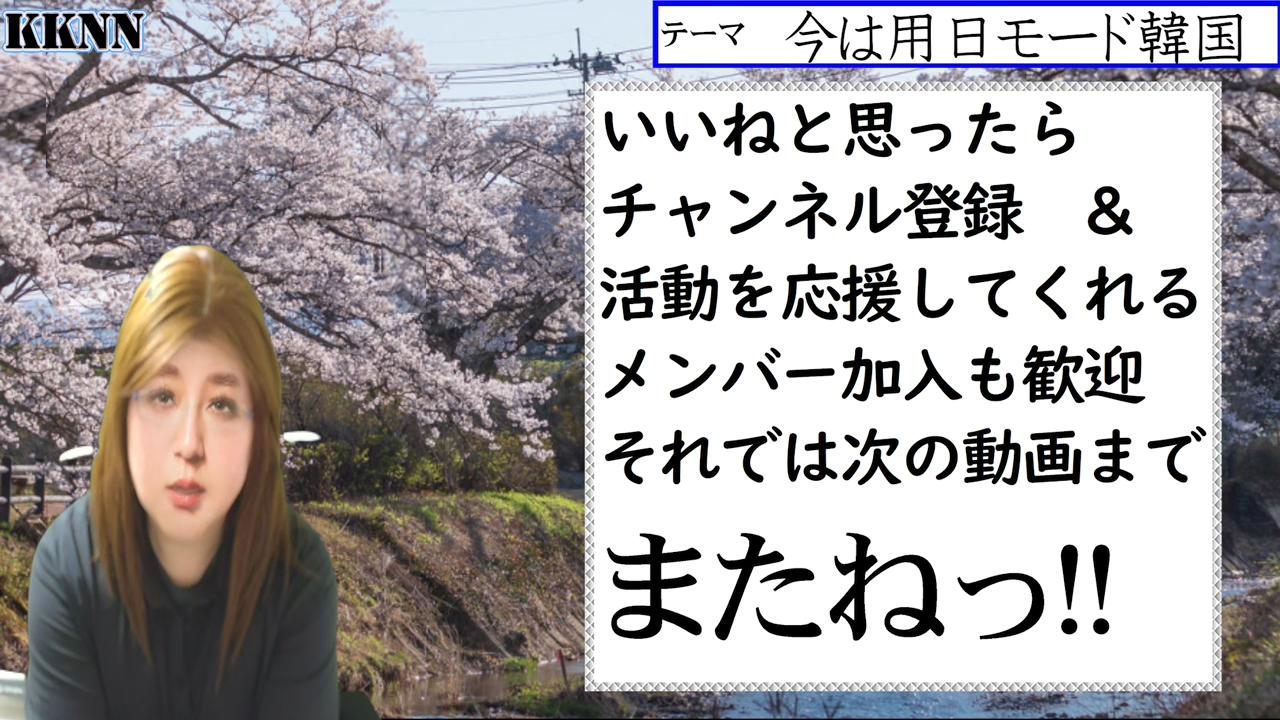 KKNN
テーマ 今は用日モード韓国
いいねと思ったら
チャンネル登録 &
活動を応援してくれる
メンバー加入も歓迎
それでは次の動画まで
またねっ!!